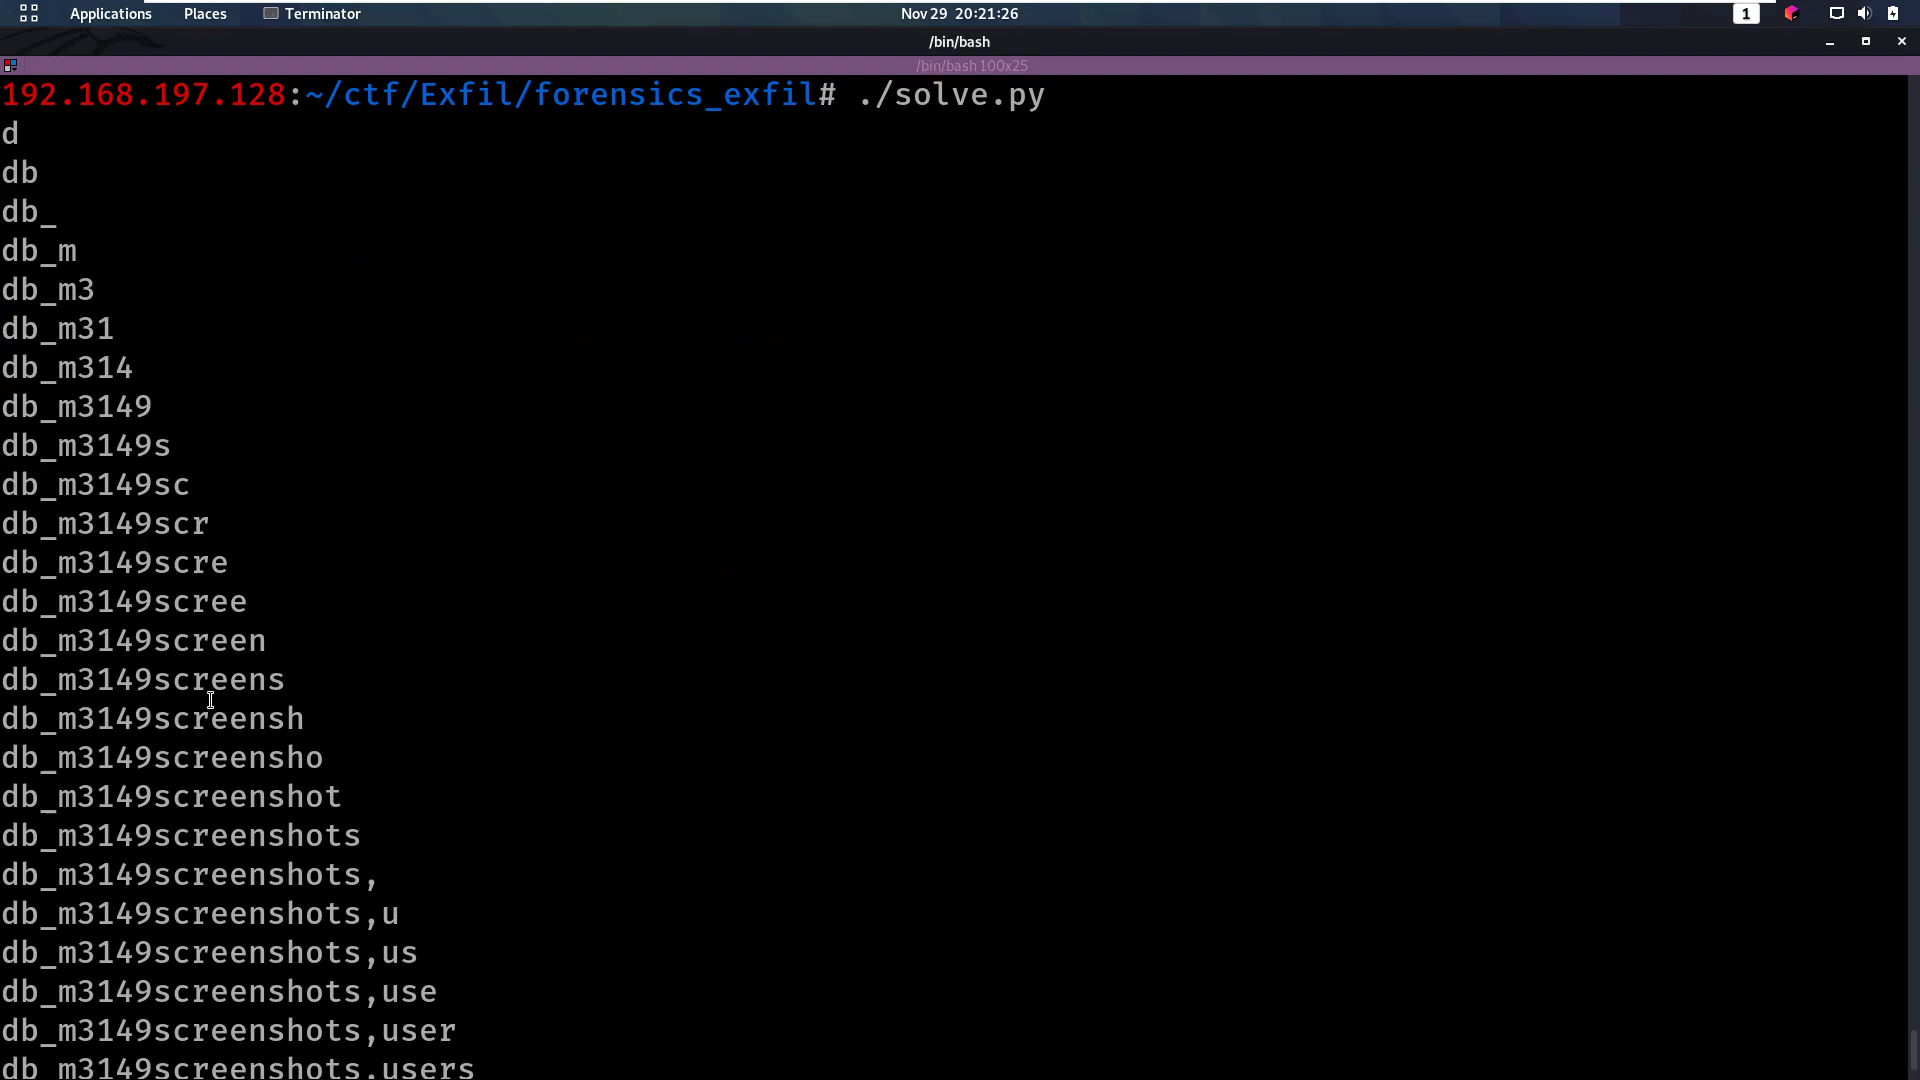 Applications Places Terminator Nov 29 20:21:26 1
/bin/bash
/bin/bash 100x25
192.168.197.128:~/ctf/Exfil/forensics_exfil# ./solve.py
d
db
db_
db_m
db_m3
db_m31
db_m314
db_m3149
db_m3149s
db_m3149sc
db_m3149scr
db_m3149scre
db_m3149scree
db_m3149screen
db_m3149screens
db_m3149screensh
db_m3149screensho
db_m3149screenshot
db_m3149screenshots
db_m3149screenshots,
db_m3149screenshots,u
db_m3149screenshots,us
db_m3149screenshots,use
db_m3149screenshots,user
db_m3149screenshots,users